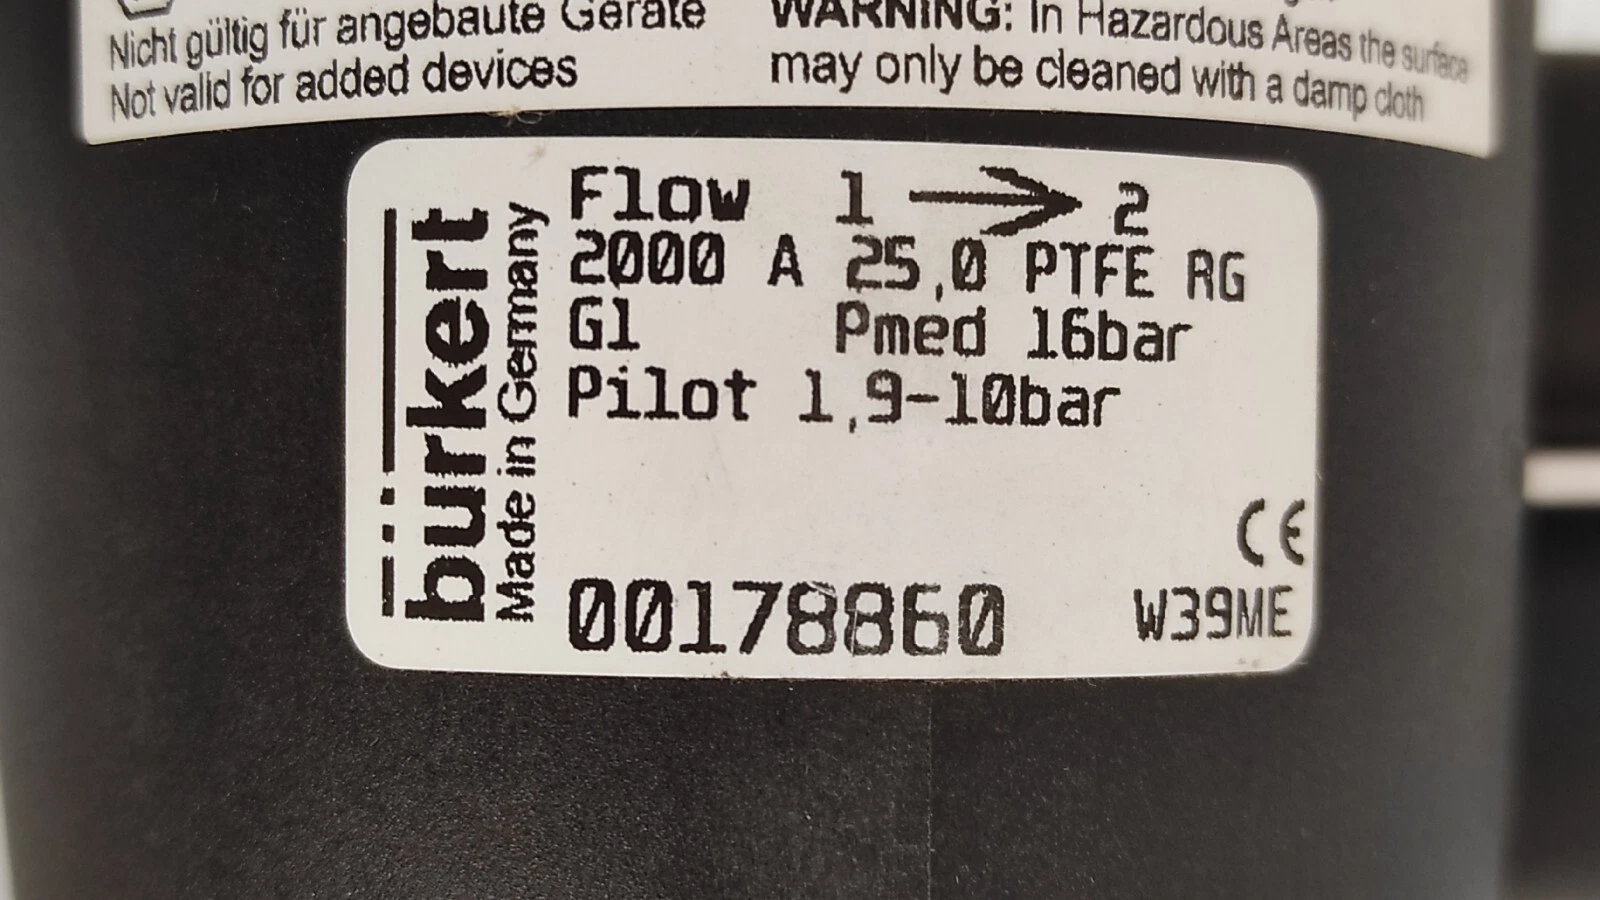 Nicht gültig für angebaute Geräte
Not valid for added devices
WARNING: In Hazardous Areas the surface
may only be cleaned with a damp cloth
bürkert
Made in Germany
Flow 1 → 2
2000 A 25,0 PTFE RG
G1 Pmed 16bar
Pilot 1,9-10bar
CE
00178860 W39ME